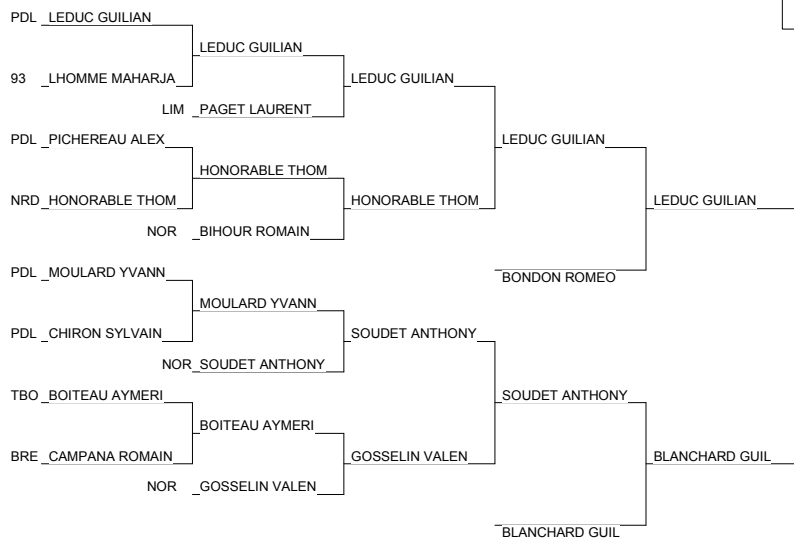 PDL LEDUC GUILIAN
LEDUC GUILIAN
93 LHOMME MAHARJA
LEDUC GUILIAN
LIM PAGET LAURENT
PDL PICHEREAU ALEX
LEDUC GUILIAN
HONORABLE THOM
NRD HONORABLE THOM
HONORABLE THOM
LEDUC GUILIAN
NOR BIHOUR ROMAIN
PDL MOULARD YVANN
BONDON ROMEO
MOULARD YVANN
PDL CHIRON SYLVAIN
SOUDET ANTHONY
NOR SOUDET ANTHONY
TBO BOITEAU AYMERI
SOUDET ANTHONY
BOITEAU AYMERI
BRE CAMPANA ROMAIN
GOSSELIN VALEN
BLANCHARD GUIL
NOR GOSSELIN VALEN
BLANCHARD GUIL